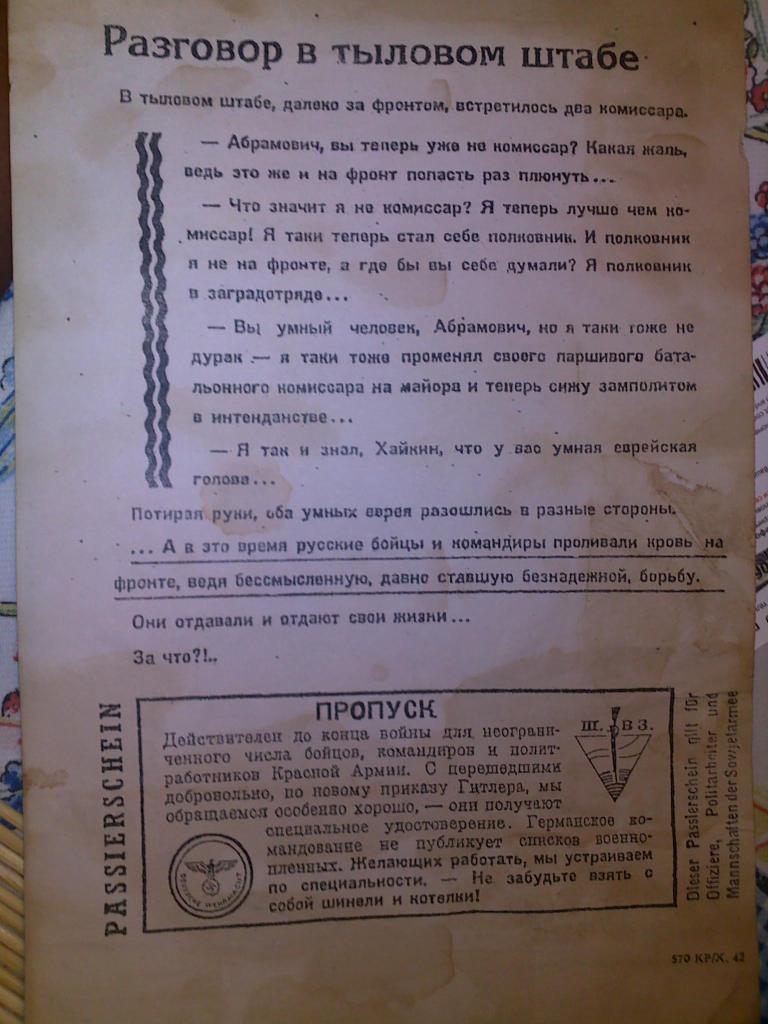 Разговор в тыловом штабе
В тыловом штабе, далеко за фронтом, встретилось два комиссара.
— Абрамович, вы теперь уже не комиссар? Какая жаль,
ведь это же и на фронт попасть раз плюнуть...
— Что значит я не комиссар? Я теперь лучше чем ко-
миссар! Я таки теперь стал себе полковник. И полковник
я не на фронте, а где бы вы себе думали? Я полковник
в заградотряде...
— Вы умный человек, Абрамович, но я таки тоже не
дурак — я таки тоже променял своего паршивого бата-
льонного комиссара на майора и теперь сижу замполитом
в интенданстве...
— Я так и знал, Хайкин, что у вас умная еврейская
голова...
Потирая руки, оба умных еврея разошлись в разные стороны.
... А в это время русские бойцы и командиры проливали кровь на
фронте, ведя бессмысленную, давно ставшую безнадежной, борьбу.
Они отдавали и отдают свои жизни...
За что?!..
PASSIERSCHEIN
ПРОПУСК
Действителен до конца войны для неограни-
ченного числа бойцов, командиров и полит-
работников Красной Армии. С перешедшими
добровольно, по новому приказу Гитлера, мы
обращаемся особенно хорошо, — они получают
специальное удостоверение. Германское ко-
мандование не публикует списков военно-
пленных. Желающих работать, мы устраиваем
по специальности. — Не забудьте взять с
собой шинели и котелки!
Ш. В З.
DEUTSCHE WEHRMACHT
Dieser Passierschein gilt für
Offiziere, Politarbeiter und
Mannschaften der Sowjetarmee
570 КР/X. 42